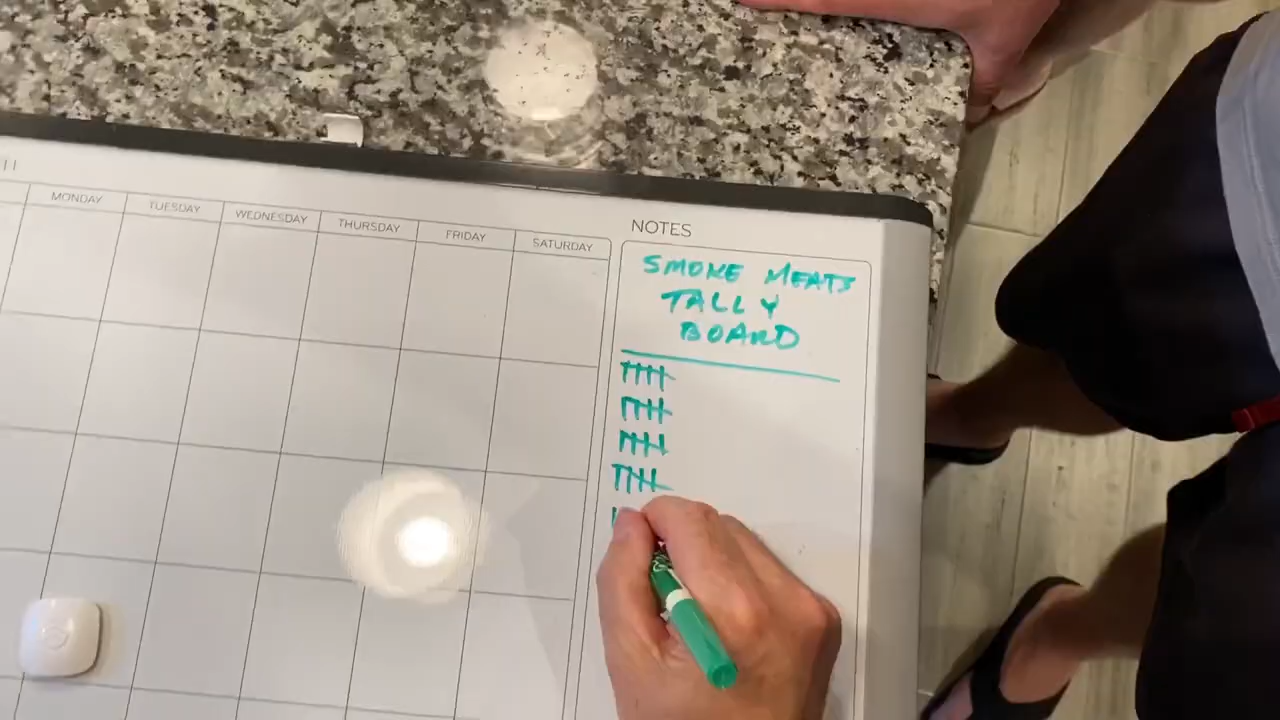 MONDAY TUESDAY WEDNESDAY THURSDAY FRIDAY SATURDAY
NOTES
SMOKE MEATS
TALLY
BOARD